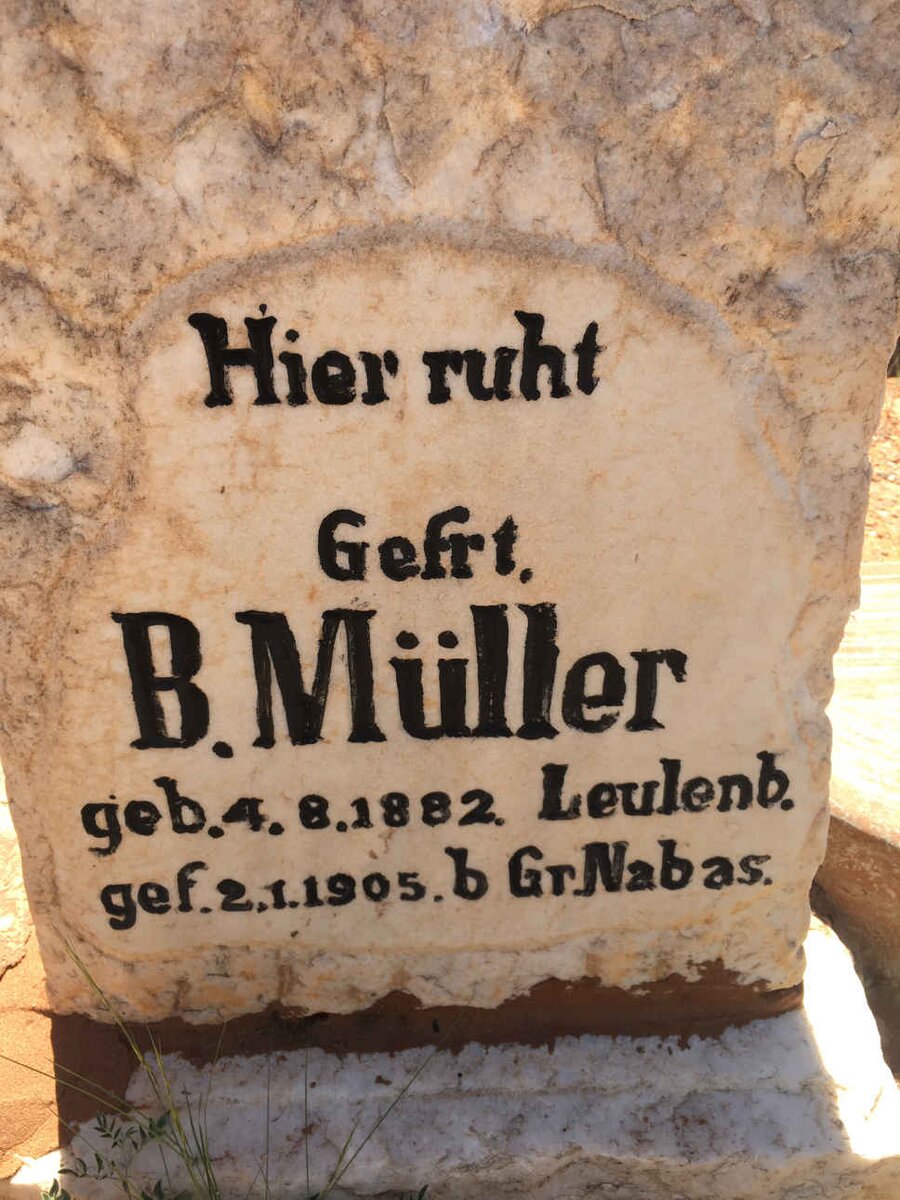 Hier ruht
Gefrt.
B. Müller
geb. 4. 8. 1882. Leulenb.
gef. 2. 1. 1905. b Gr. Nabas.